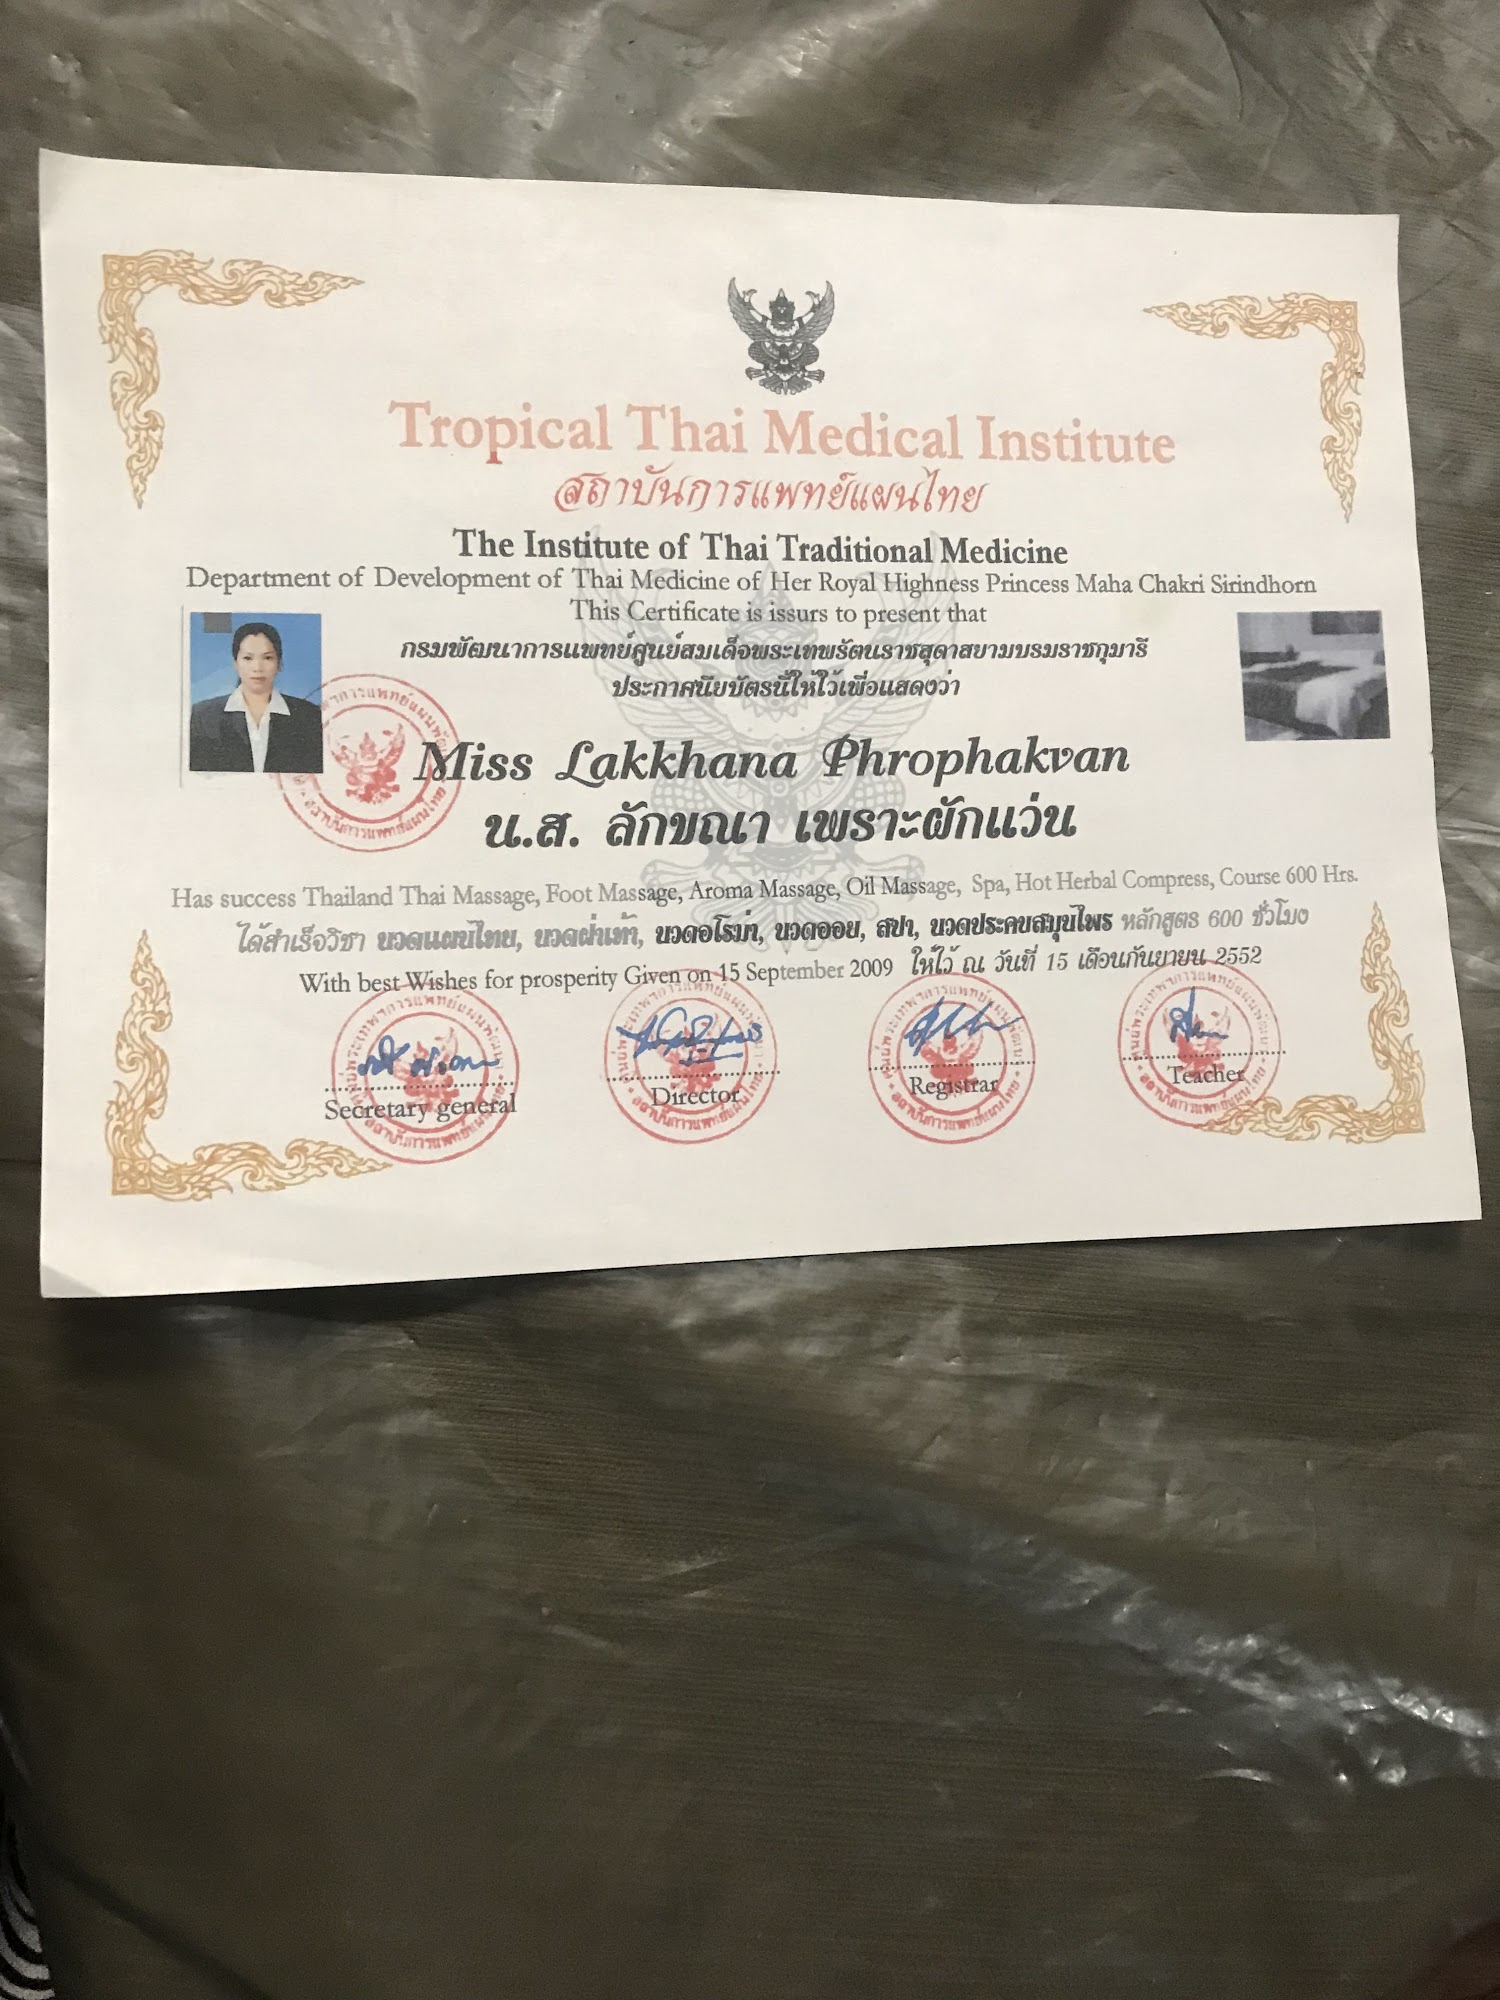 Tropical Thai Medical Institute
สถาบันการแพทย์แผนไทย
The Institute of Thai Traditional Medicine
Department of Development of Thai Medicine of Her Royal Highness Princess Maha Chakri Sirindhorn
This Certificate is issurs to present that
กรมพัฒนาการแพทย์ศูนย์สมเด็จพระเทพรัตนราชสุดาสยามบรมราชกุมารี
ประกาศนียบัตรนี้ให้ไว้เพื่อแสดงว่า
Miss Lakkhana Phrophakvan
น.ส. ลักขณา เพราะผักแว่น
Has success Thailand Thai Massage, Foot Massage, Aroma Massage, Oil Massage, Spa, Hot Herbal Compress, Course 600 Hrs.
ได้สำเร็จวิชา นวดแผนไทย, นวดฝ่าเท้า, นวดอโรม่า, นวดออย, สปา, นวดประคบสมุนไพร หลักสูตร 600 ชั่วโมง
With best Wishes for prosperity Given on 15 September 2009 ให้ไว้ ณ วันที่ 15 เดือนกันยายน 2552
Secretary general
Director
Registrar
Teacher